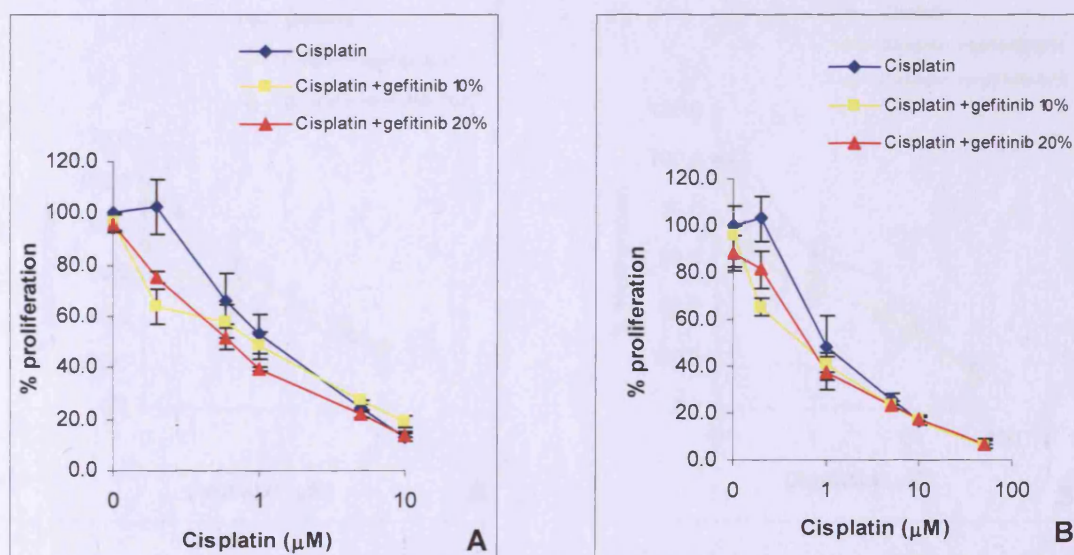 Cisplatin
Cisplatin +gefitinib 10%
Cisplatin +gefitinib 20%
120.0
100.0
80.0
60.0
40.0
20.0
0.0
% proliferation
0 1 10
Cisplatin (μM)
A
Cisplatin
Cisplatin +gefitinib 10%
Cisplatin +gefitinib 20%
120.0
100.0
80.0
60.0
40.0
20.0
0.0
% proliferation
0 1 10 100
Cisplatin (μM)
B